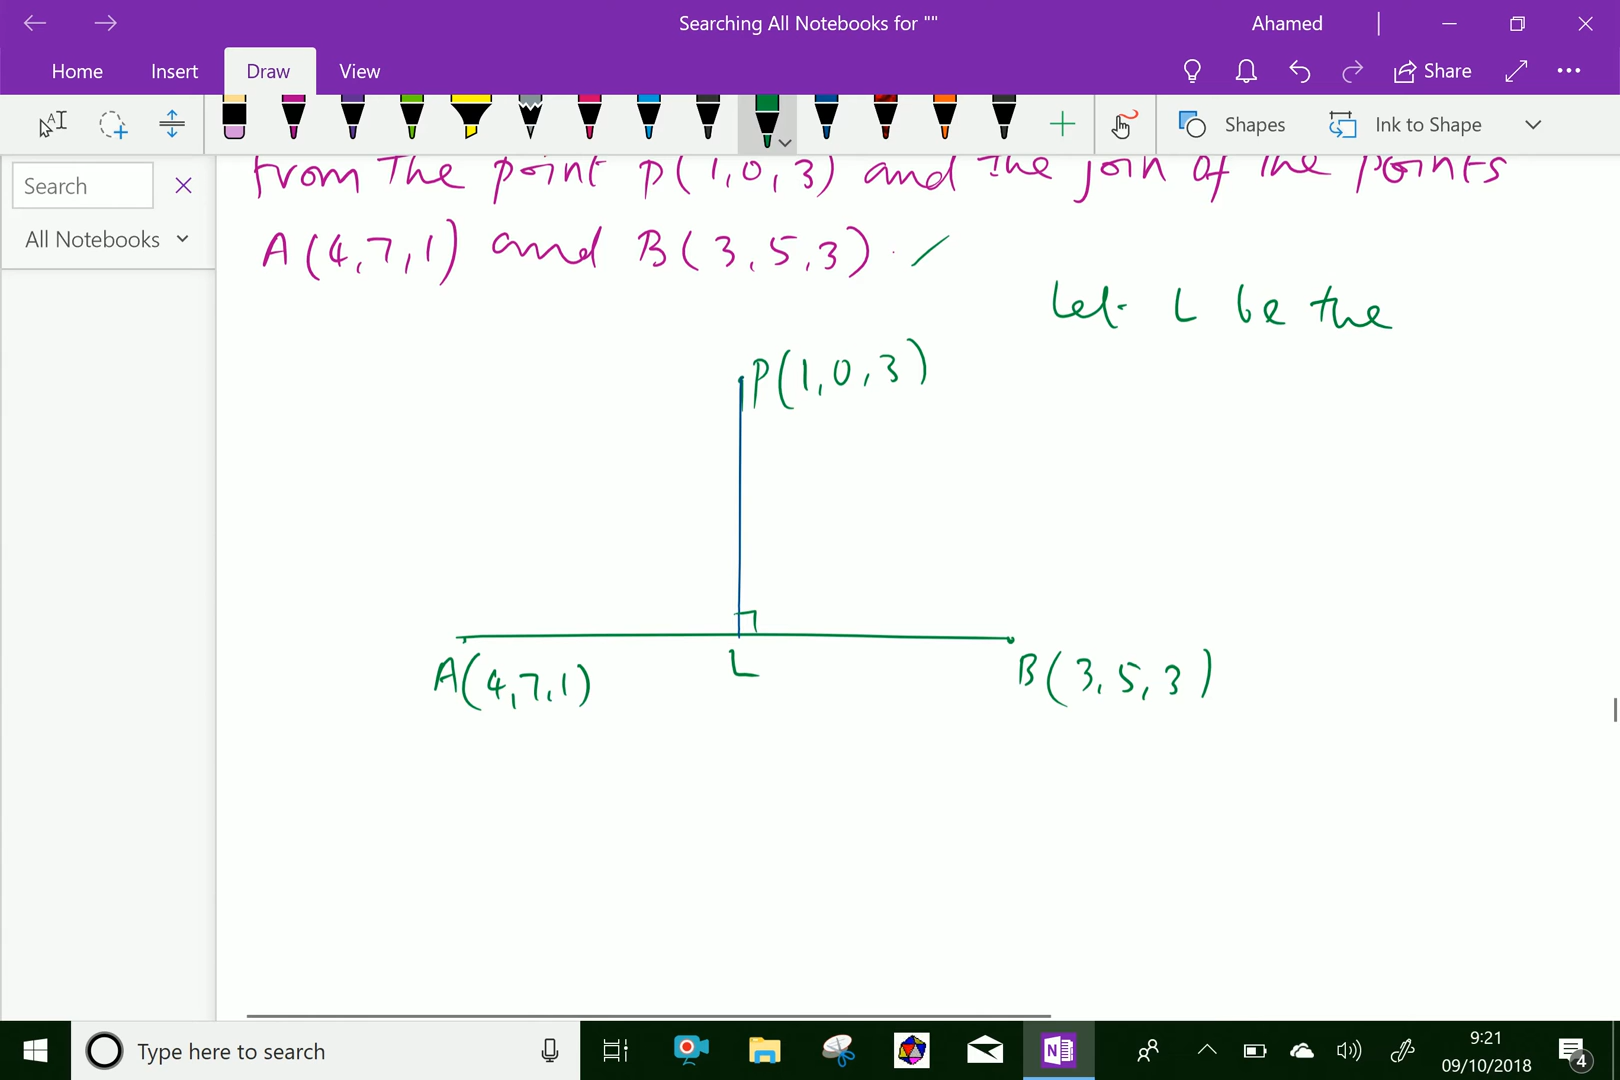 Searching All Notebooks for ""
Ahamed
Home Insert Draw View
Share
Shapes
Ink to Shape
Search
All Notebooks
from the point P(1,0,3) and the join of the points
A(4,7,1) and B(3,5,3).
Let L be the
P(1,0,3)
L
A(4,7,1)
B(3,5,3)
Type here to search
9:21
09/10/2018
4